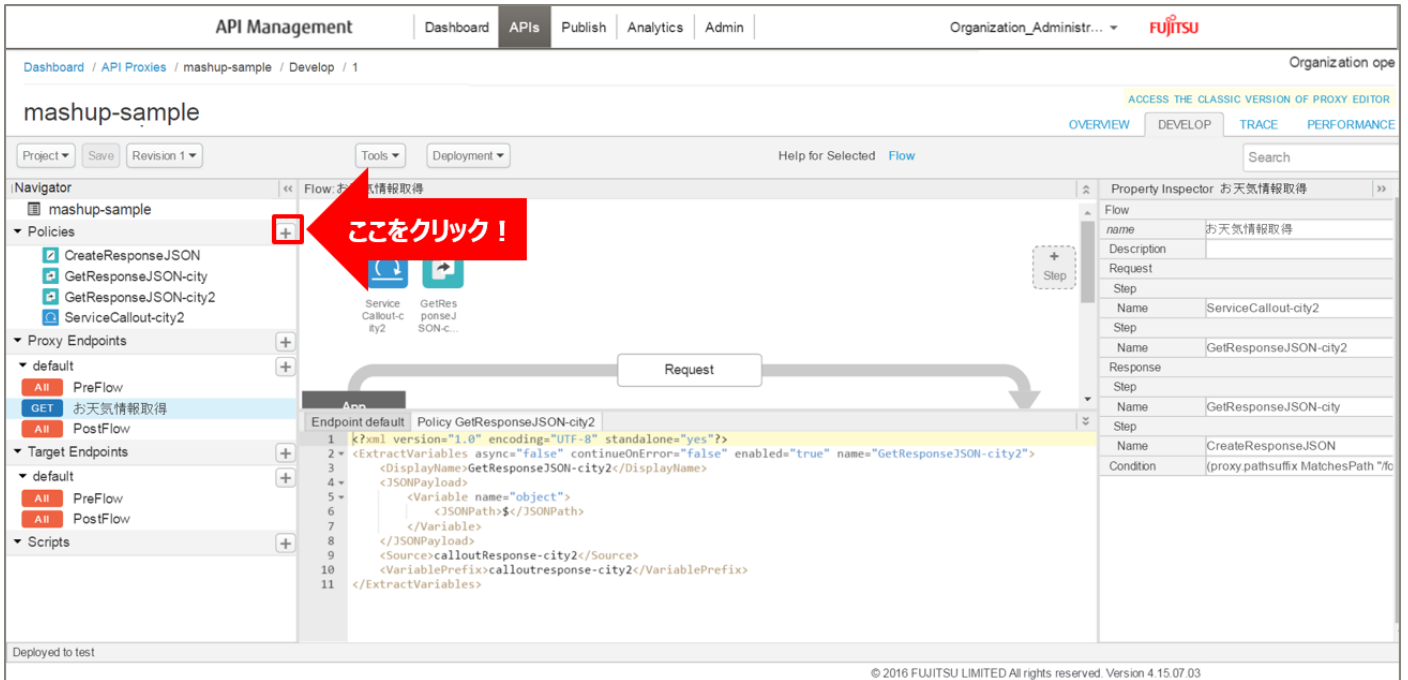 API Management Dashboard APIs Publish Analytics Admin Organization_Administr... FUJITSU
Dashboard / API Proxies / mashup-sample / Develop / 1
Organization ope
mashup-sample
ACCESS THE CLASSIC VERSION OF PROXY EDITOR
OVERVIEW DEVELOP TRACE PERFORMANCE
Project Save Revision 1 Tools Deployment Help for Selected Flow Search
Navigator
mashup-sample
Policies
CreateResponseJSON
GetResponseJSON-city
GetResponseJSON-city2
ServiceCallout-city2
Proxy Endpoints
default
All PreFlow
GET お天気情報取得
All PostFlow
Target Endpoints
default
All PreFlow
All PostFlow
Scripts
Flow:お天気情報取得
ここをクリック！
Service
Callout-c
ity2
GetRes
ponseJ
SON-c...
+
Step
Request
App
Endpoint default Policy GetResponseJSON-city2
1 <?xml version="1.0" encoding="UTF-8" standalone="yes"?>
2 <ExtractVariables async="false" continueOnError="false" enabled="true" name="GetResponseJSON-city2">
3 <DisplayName>GetResponseJSON-city2</DisplayName>
4 <JSONPayload>
5 <Variable name="object">
6 <JSONPath>$</JSONPath>
7 </Variable>
8 </JSONPayload>
9 <Source>calloutResponse-city2</Source>
10 <VariablePrefix>calloutresponse-city2</VariablePrefix>
11 </ExtractVariables>
Property Inspector お天気情報取得
Flow
name お天気情報取得
Description
Request
Step
Name ServiceCallout-city2
Step
Name GetResponseJSON-city2
Response
Step
Name GetResponseJSON-city
Step
Name CreateResponseJSON
Condition (proxy.pathsuffix MatchesPath "/fo
Deployed to test
© 2016 FUJITSU LIMITED All rights reserved. Version 4.15.07.03